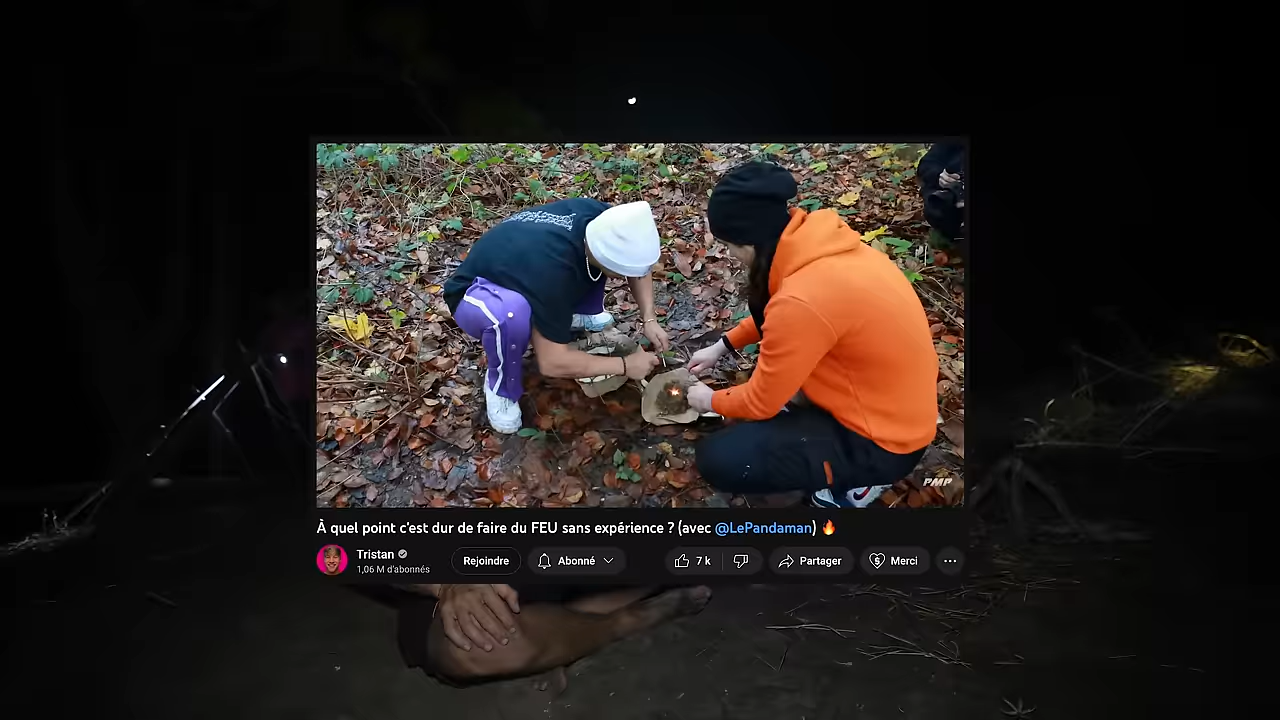 PMP
À quel point c'est dur de faire du FEU sans expérience ? (avec @LePandaman) 🔥
Tristan
1,06 M d'abonnés
Rejoindre
Abonné
7 k
Partager
Merci